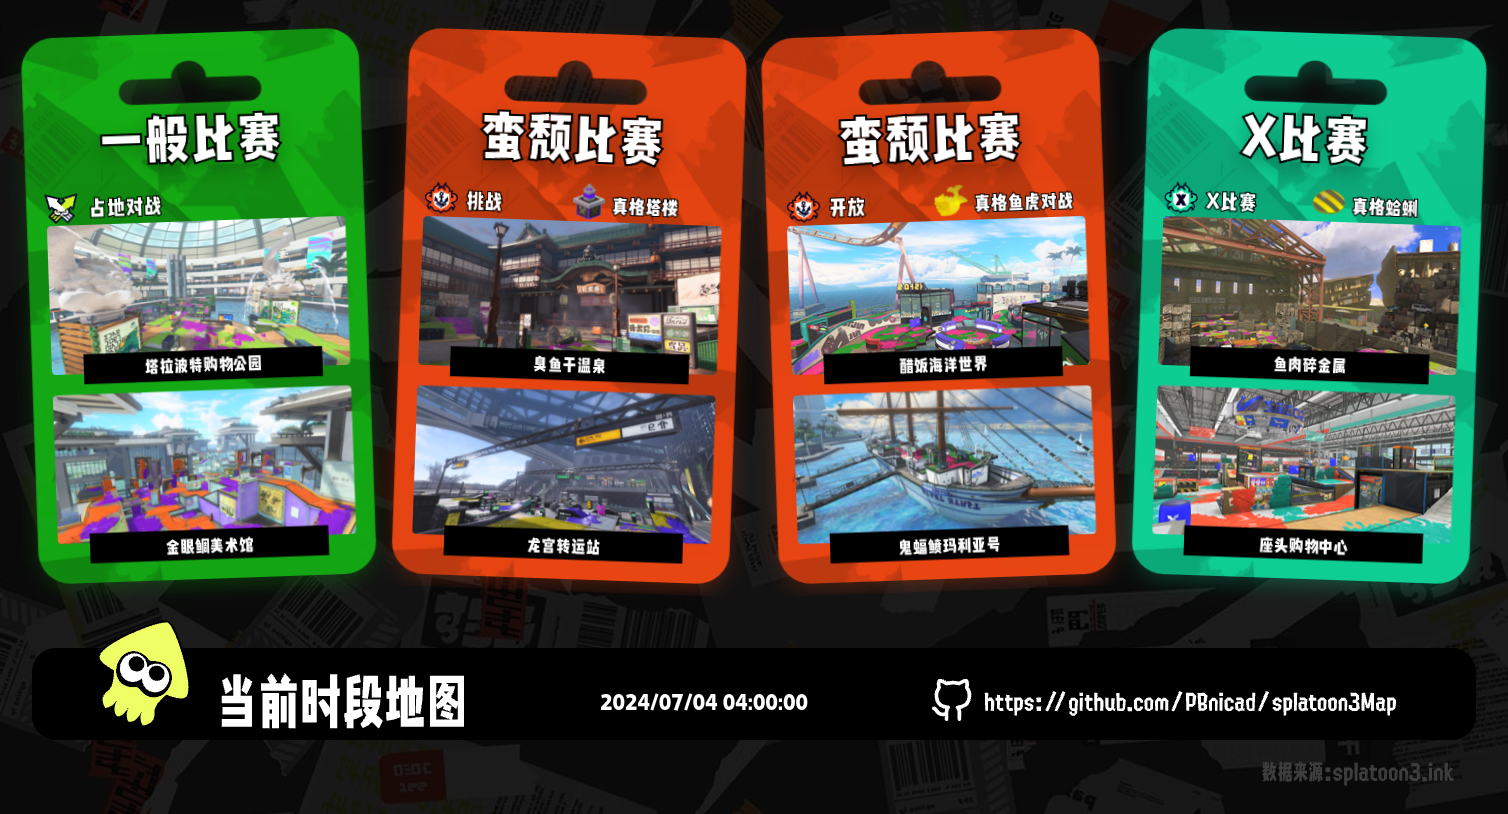 一般比赛
占地对战
塔拉波特购物公园
金眼鲷美术馆
蛮颓比赛
挑战
真格塔楼
臭鱼干温泉
龙宫转运站
蛮颓比赛
开放
真格鱼虎对战
醋饭海洋世界
鬼蝠鲼玛利亚号
X比赛
X比赛
真格蛤蜊
鱼肉碎金属
座头购物中心
当前时段地图
2024/07/04 04:00:00
https://github.com/PBnicad/splatoon3Map
数据来源:splatoon3.ink